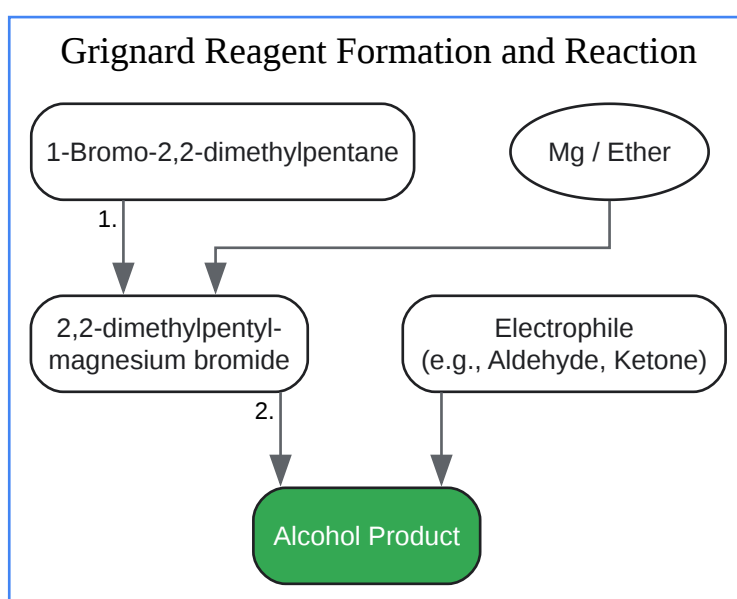 Grignard Reagent Formation and Reaction
1-Bromo-2,2-dimethylpentane
Mg / Ether
1.
2,2-dimethylpentyl-
magnesium bromide
Electrophile
(e.g., Aldehyde, Ketone)
2.
Alcohol Product